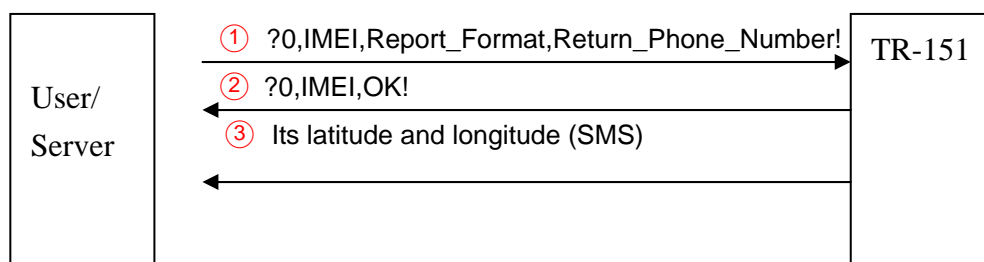 ① ?0,IMEI,Report_Format,Return_Phone_Number!
TR-151
② ?0,IMEI,OK!
User/
Server
③ Its latitude and longitude (SMS)